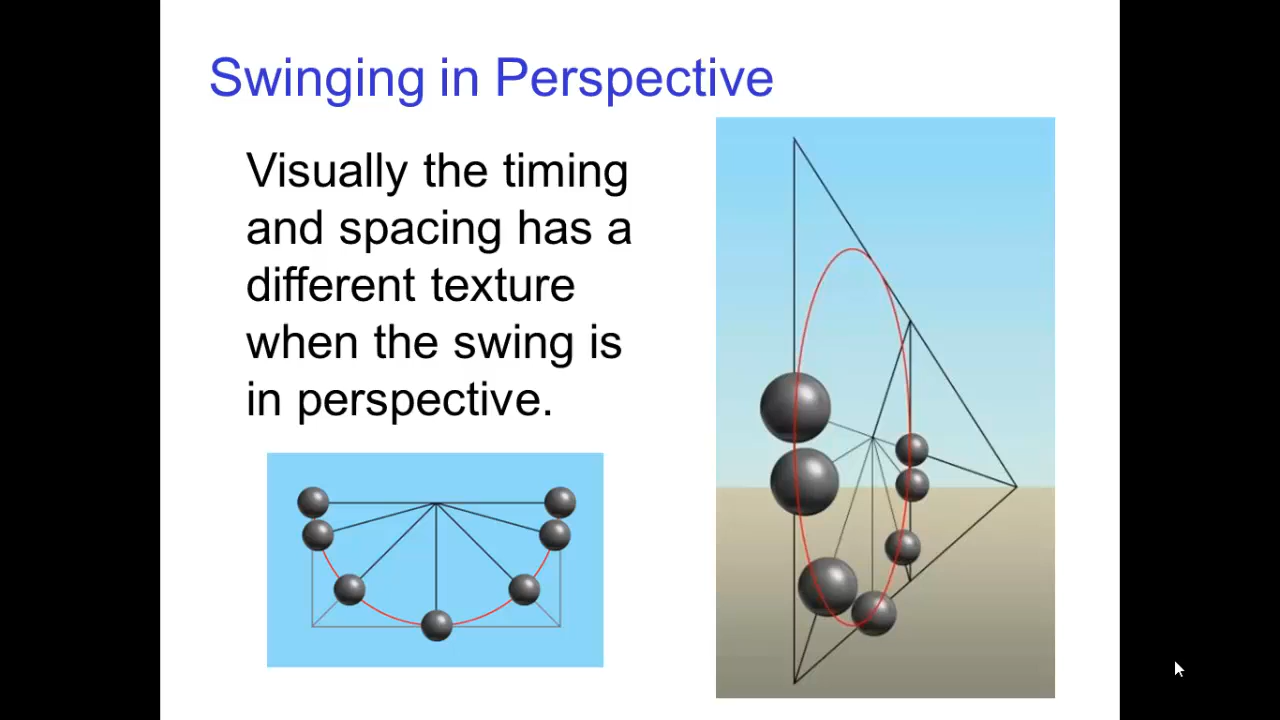 Swinging in Perspective
Visually the timing
and spacing has a
different texture
when the swing is
in perspective.